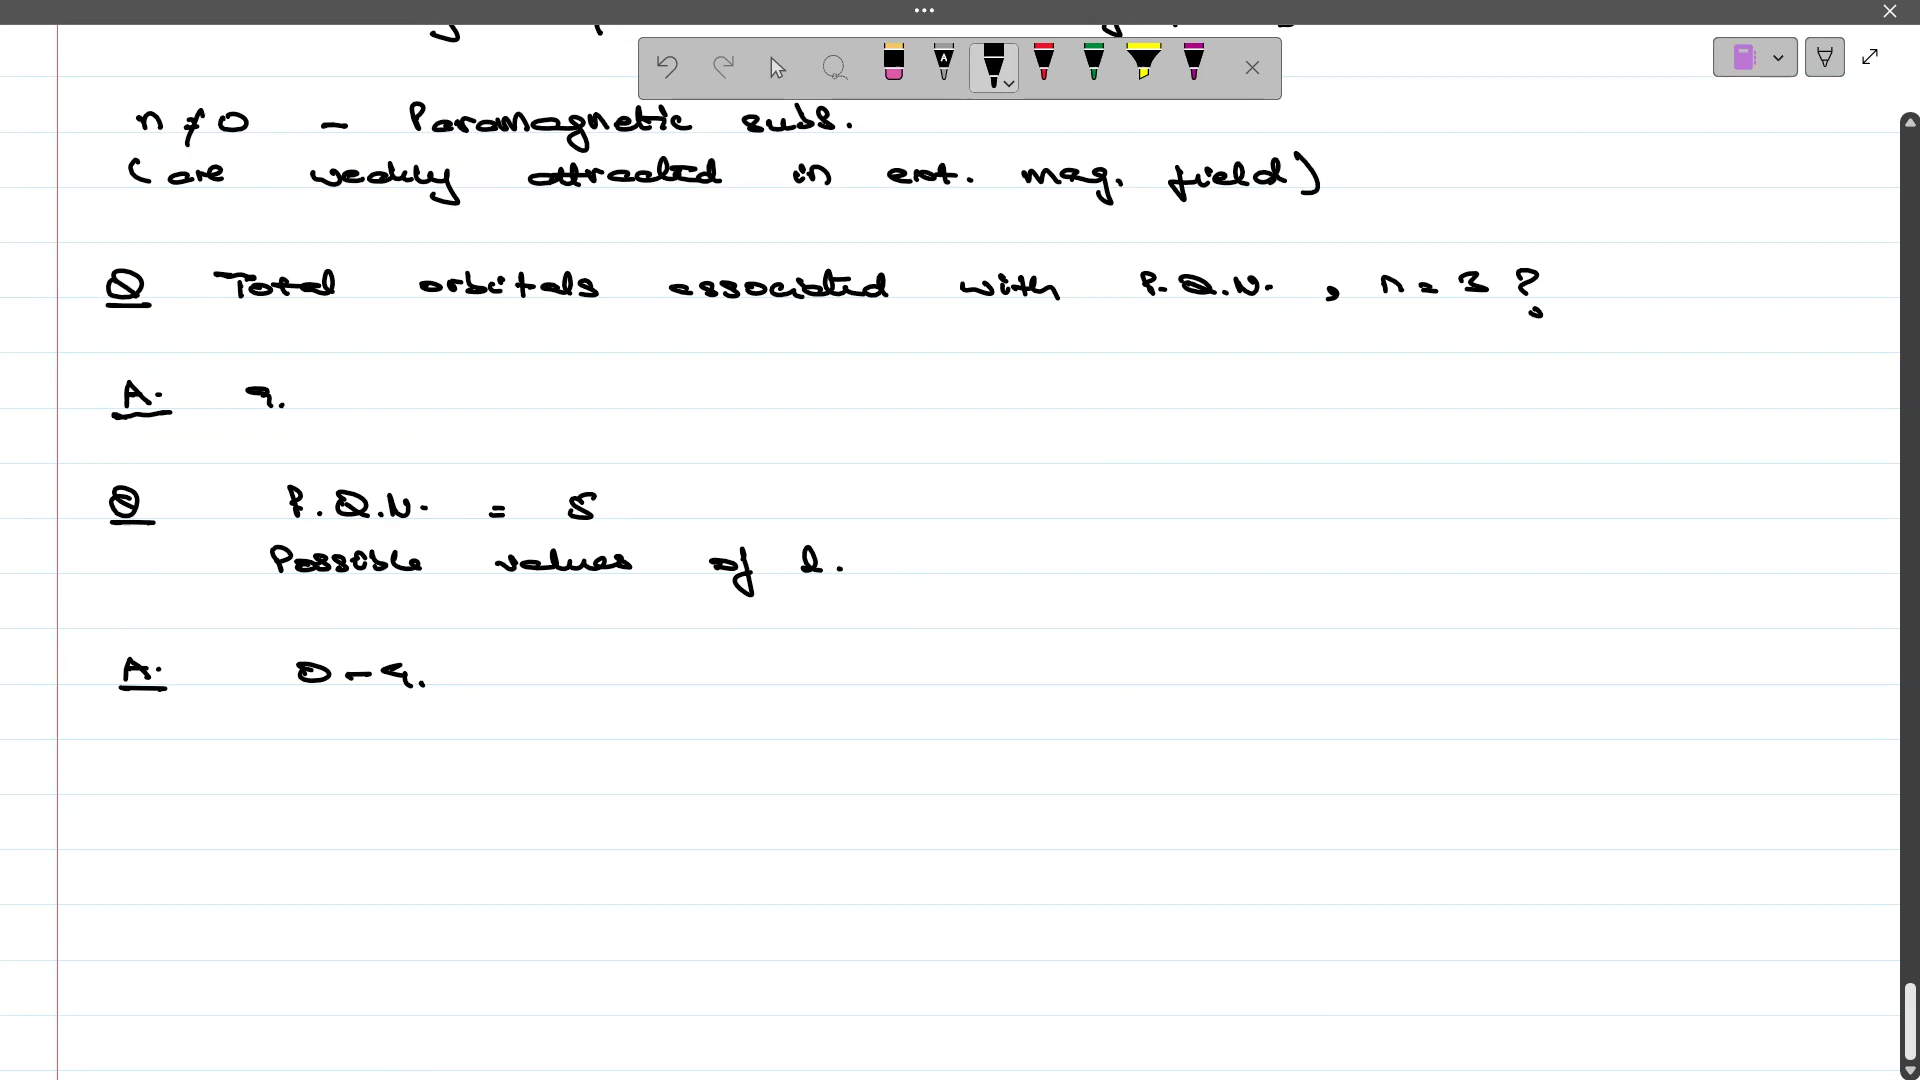 n ≠ 0 - Paramagnetic subs.
(are weakly attracted in ext. mag. field)
Q Total orbitals associated with P.Q.N., n = 3 ?
A. 9.
Q P.Q.N. = 5
Possible values of l.
A. 0-4.